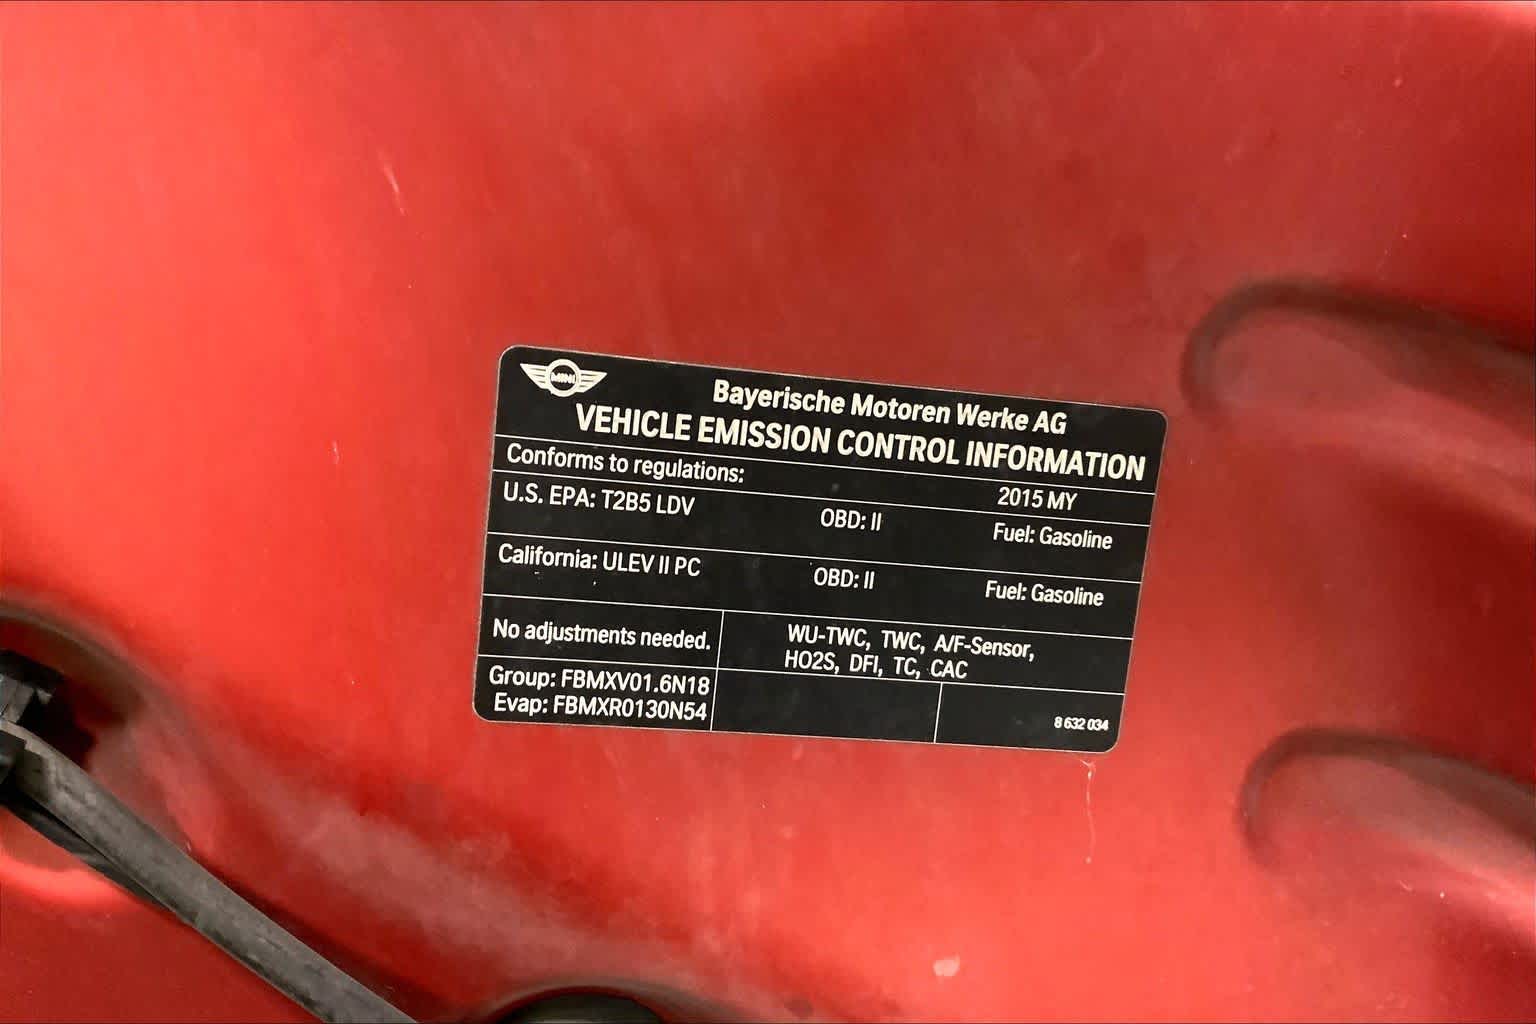 MINI
Bayerische Motoren Werke AG
VEHICLE EMISSION CONTROL INFORMATION
Conforms to regulations: 2015 MY
U.S. EPA: T2B5 LDV OBD: II Fuel: Gasoline
California: ULEV II PC OBD: II Fuel: Gasoline
No adjustments needed.
WU-TWC, TWC, A/F-Sensor,
HO2S, DFI, TC, CAC
Group: FBMXV01.6N18
Evap: FBMXR0130N54
8 632 034